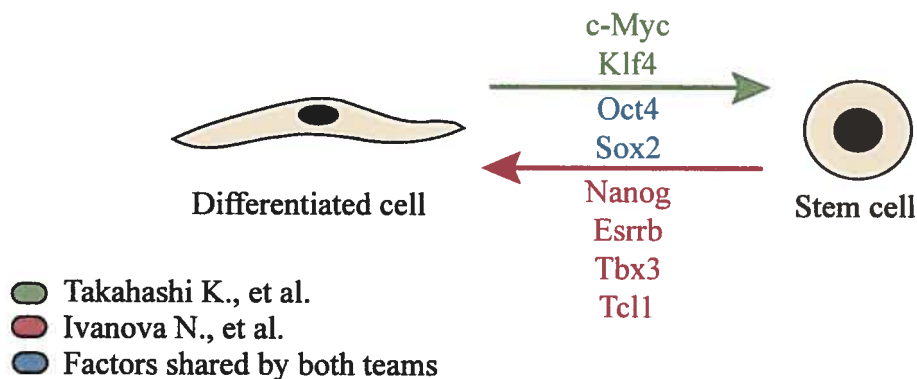 c-Myc
Klf4
Oct4
Sox2
Nanog
Esrrb
Tbx3
Tcl1
Differentiated cell
Stem cell
Takahashi K., et al.
Ivanova N., et al.
Factors shared by both teams